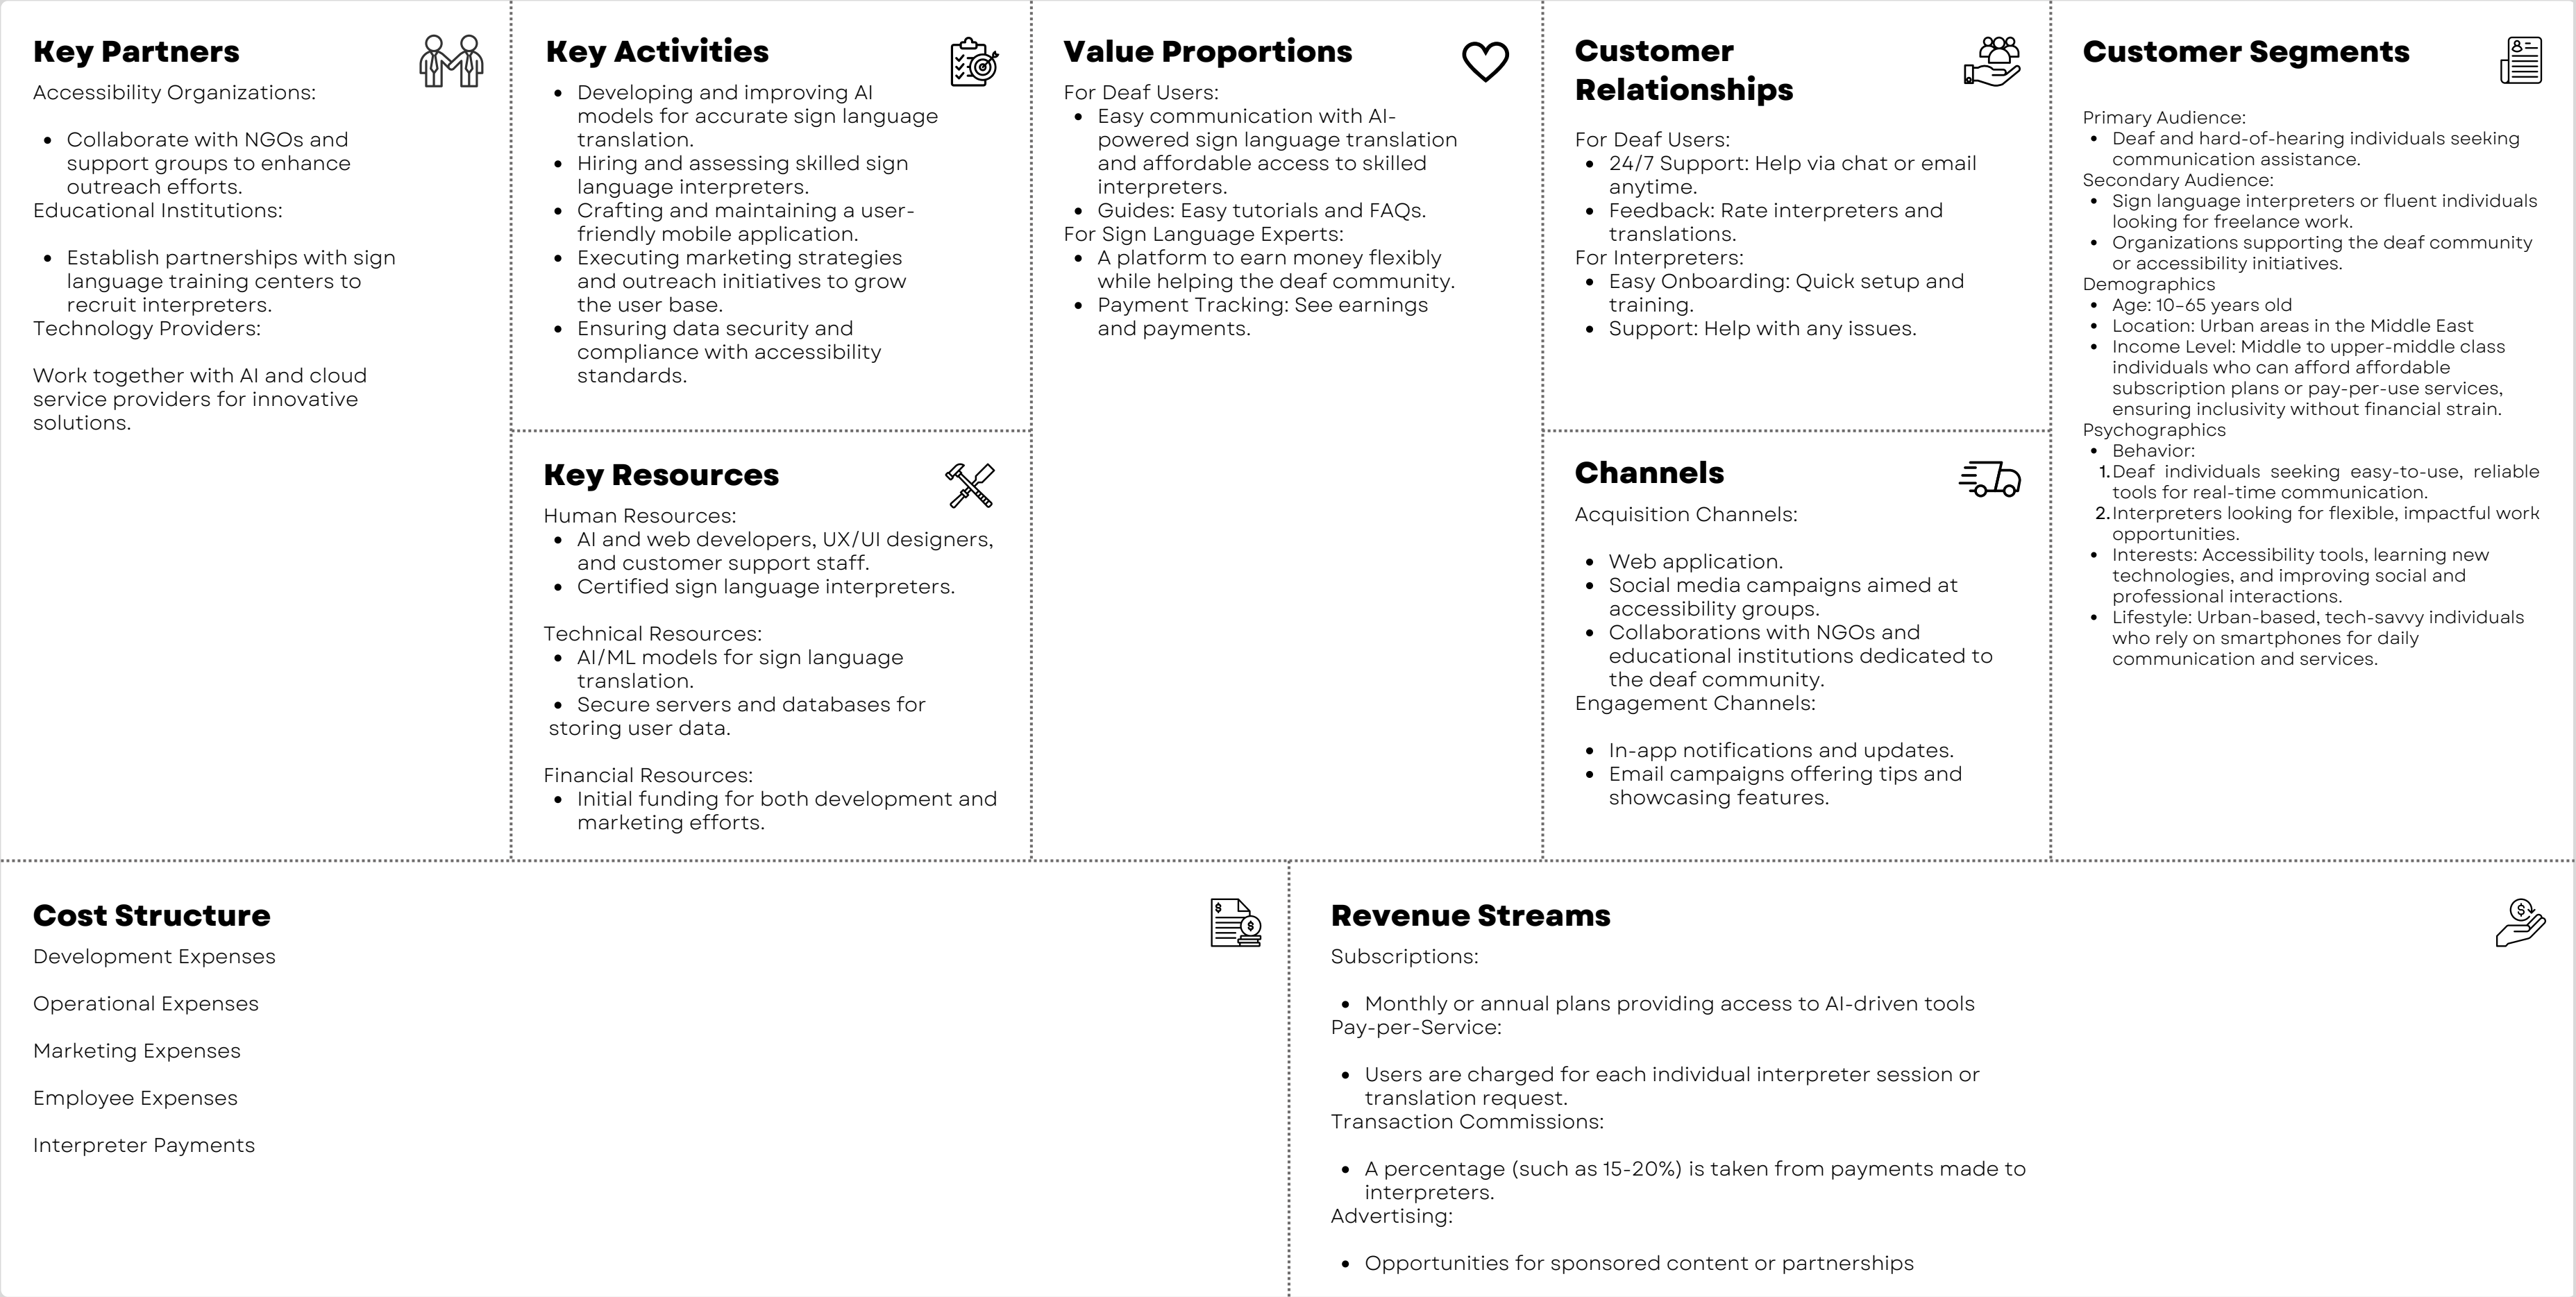 Key Partners
Accessibility Organizations:
• Collaborate with NGOs and
support groups to enhance
outreach efforts.
Educational Institutions:
• Establish partnerships with sign
language training centers to
recruit interpreters.
Technology Providers:
Work together with AI and cloud
service providers for innovative
solutions.
Key Activities
• Developing and improving AI
models for accurate sign language
translation.
• Hiring and assessing skilled sign
language interpreters.
• Crafting and maintaining a user-
friendly mobile application.
• Executing marketing strategies
and outreach initiatives to grow
the user base.
• Ensuring data security and
compliance with accessibility
standards.
Key Resources
Human Resources:
• AI and web developers, UX/UI designers,
and customer support staff.
• Certified sign language interpreters.
Technical Resources:
• AI/ML models for sign language
translation.
• Secure servers and databases for
storing user data.
Financial Resources:
• Initial funding for both development and
marketing efforts.
Value Proportions
For Deaf Users:
• Easy communication with AI-
powered sign language translation
and affordable access to skilled
interpreters.
• Guides: Easy tutorials and FAQs.
For Sign Language Experts:
• A platform to earn money flexibly
while helping the deaf community.
• Payment Tracking: See earnings
and payments.
Customer
Relationships
For Deaf Users:
• 24/7 Support: Help via chat or email
anytime.
• Feedback: Rate interpreters and
translations.
For Interpreters:
• Easy Onboarding: Quick setup and
training.
• Support: Help with any issues.
Channels
Acquisition Channels:
• Web application.
• Social media campaigns aimed at
accessibility groups.
• Collaborations with NGOs and
educational institutions dedicated to
the deaf community.
Engagement Channels:
• In-app notifications and updates.
• Email campaigns offering tips and
showcasing features.
Customer Segments
Primary Audience:
• Deaf and hard-of-hearing individuals seeking
communication assistance.
Secondary Audience:
• Sign language interpreters or fluent individuals
looking for freelance work.
• Organizations supporting the deaf community
or accessibility initiatives.
Demographics
• Age: 10–65 years old
• Location: Urban areas in the Middle East
• Income Level: Middle to upper-middle class
individuals who can afford affordable
subscription plans or pay-per-use services,
ensuring inclusivity without financial strain.
Psychographics
• Behavior:
1. Deaf individuals seeking easy-to-use, reliable
tools for real-time communication.
2. Interpreters looking for flexible, impactful work
opportunities.
• Interests: Accessibility tools, learning new
technologies, and improving social and
professional interactions.
• Lifestyle: Urban-based, tech-savvy individuals
who rely on smartphones for daily
communication and services.
Cost Structure
Development Expenses
Operational Expenses
Marketing Expenses
Employee Expenses
Interpreter Payments
Revenue Streams
Subscriptions:
• Monthly or annual plans providing access to AI-driven tools
Pay-per-Service:
• Users are charged for each individual interpreter session or
translation request.
Transaction Commissions:
• A percentage (such as 15-20%) is taken from payments made to
interpreters.
Advertising:
• Opportunities for sponsored content or partnerships